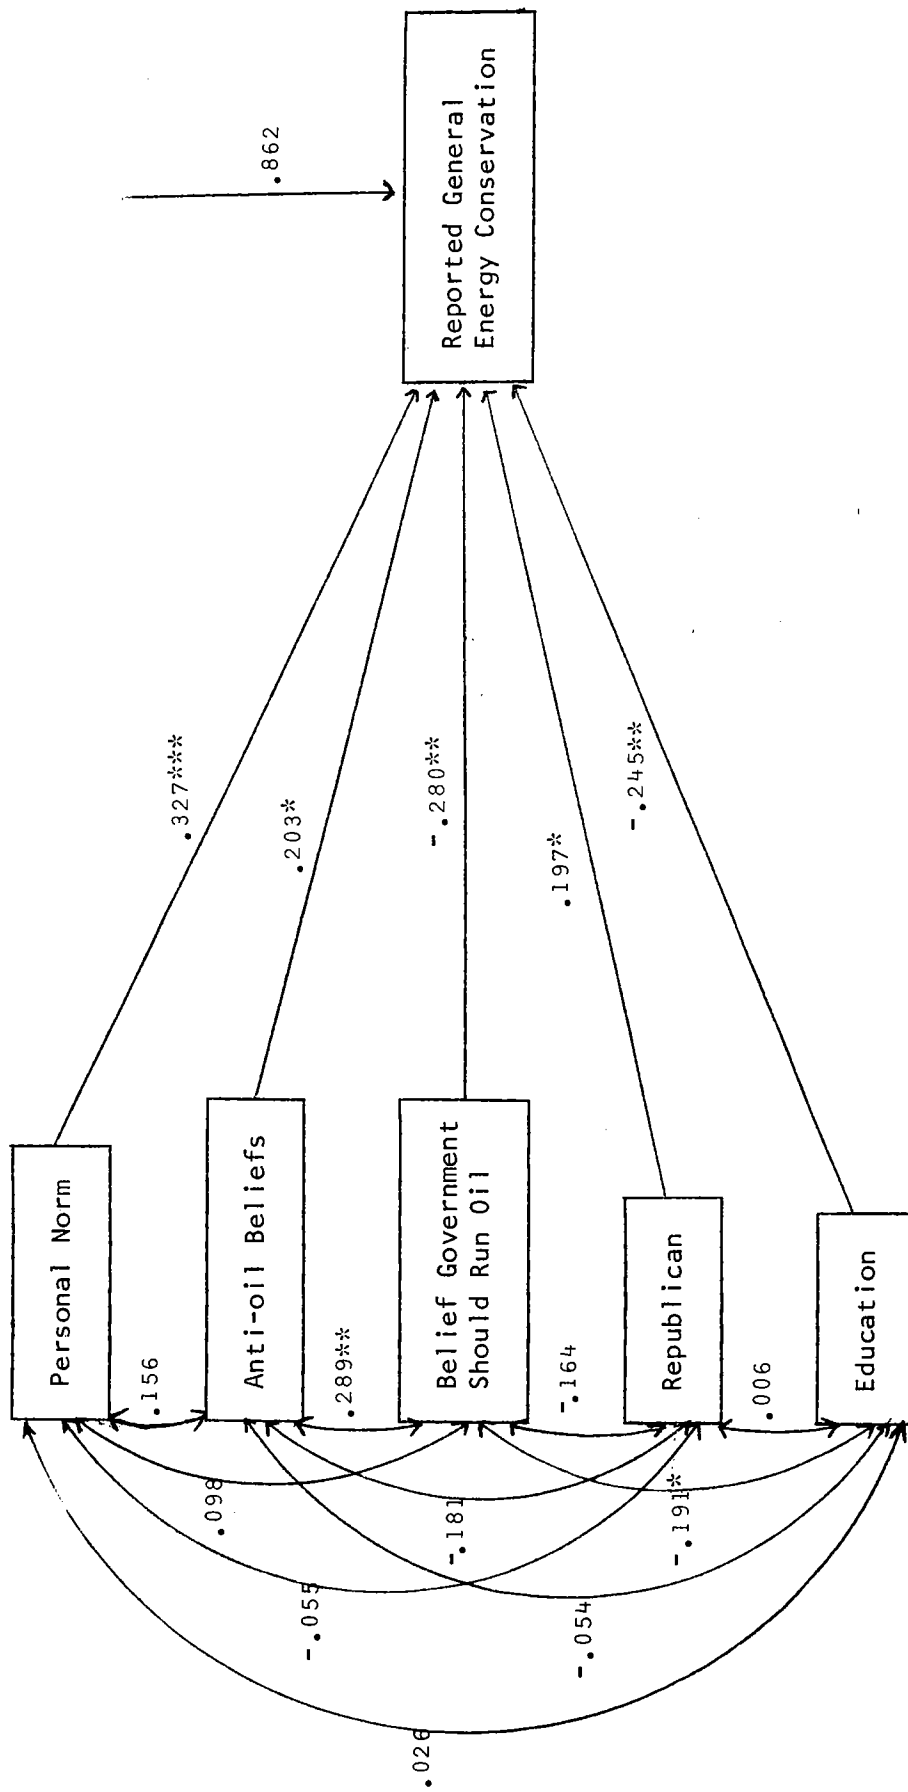 Personal Norm
Anti-oil Beliefs
Belief Government
Should Run Oil
Republican
Education
.156
.289**
-.164
.006
.098
-.181
-.191*
-.055
-.054
.026
.327***
.203*
-.280**
.197*
-.245**
.862
Reported General
Energy Conservation